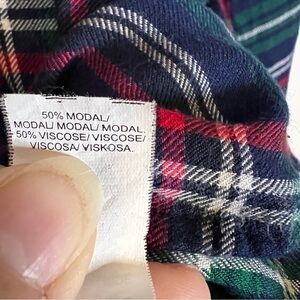 50% MODAL/
MODAL/ MODAL/ MODAL.
50% VISCOSE/ VISCOSE/
VISCOSA/ VISKOSA.